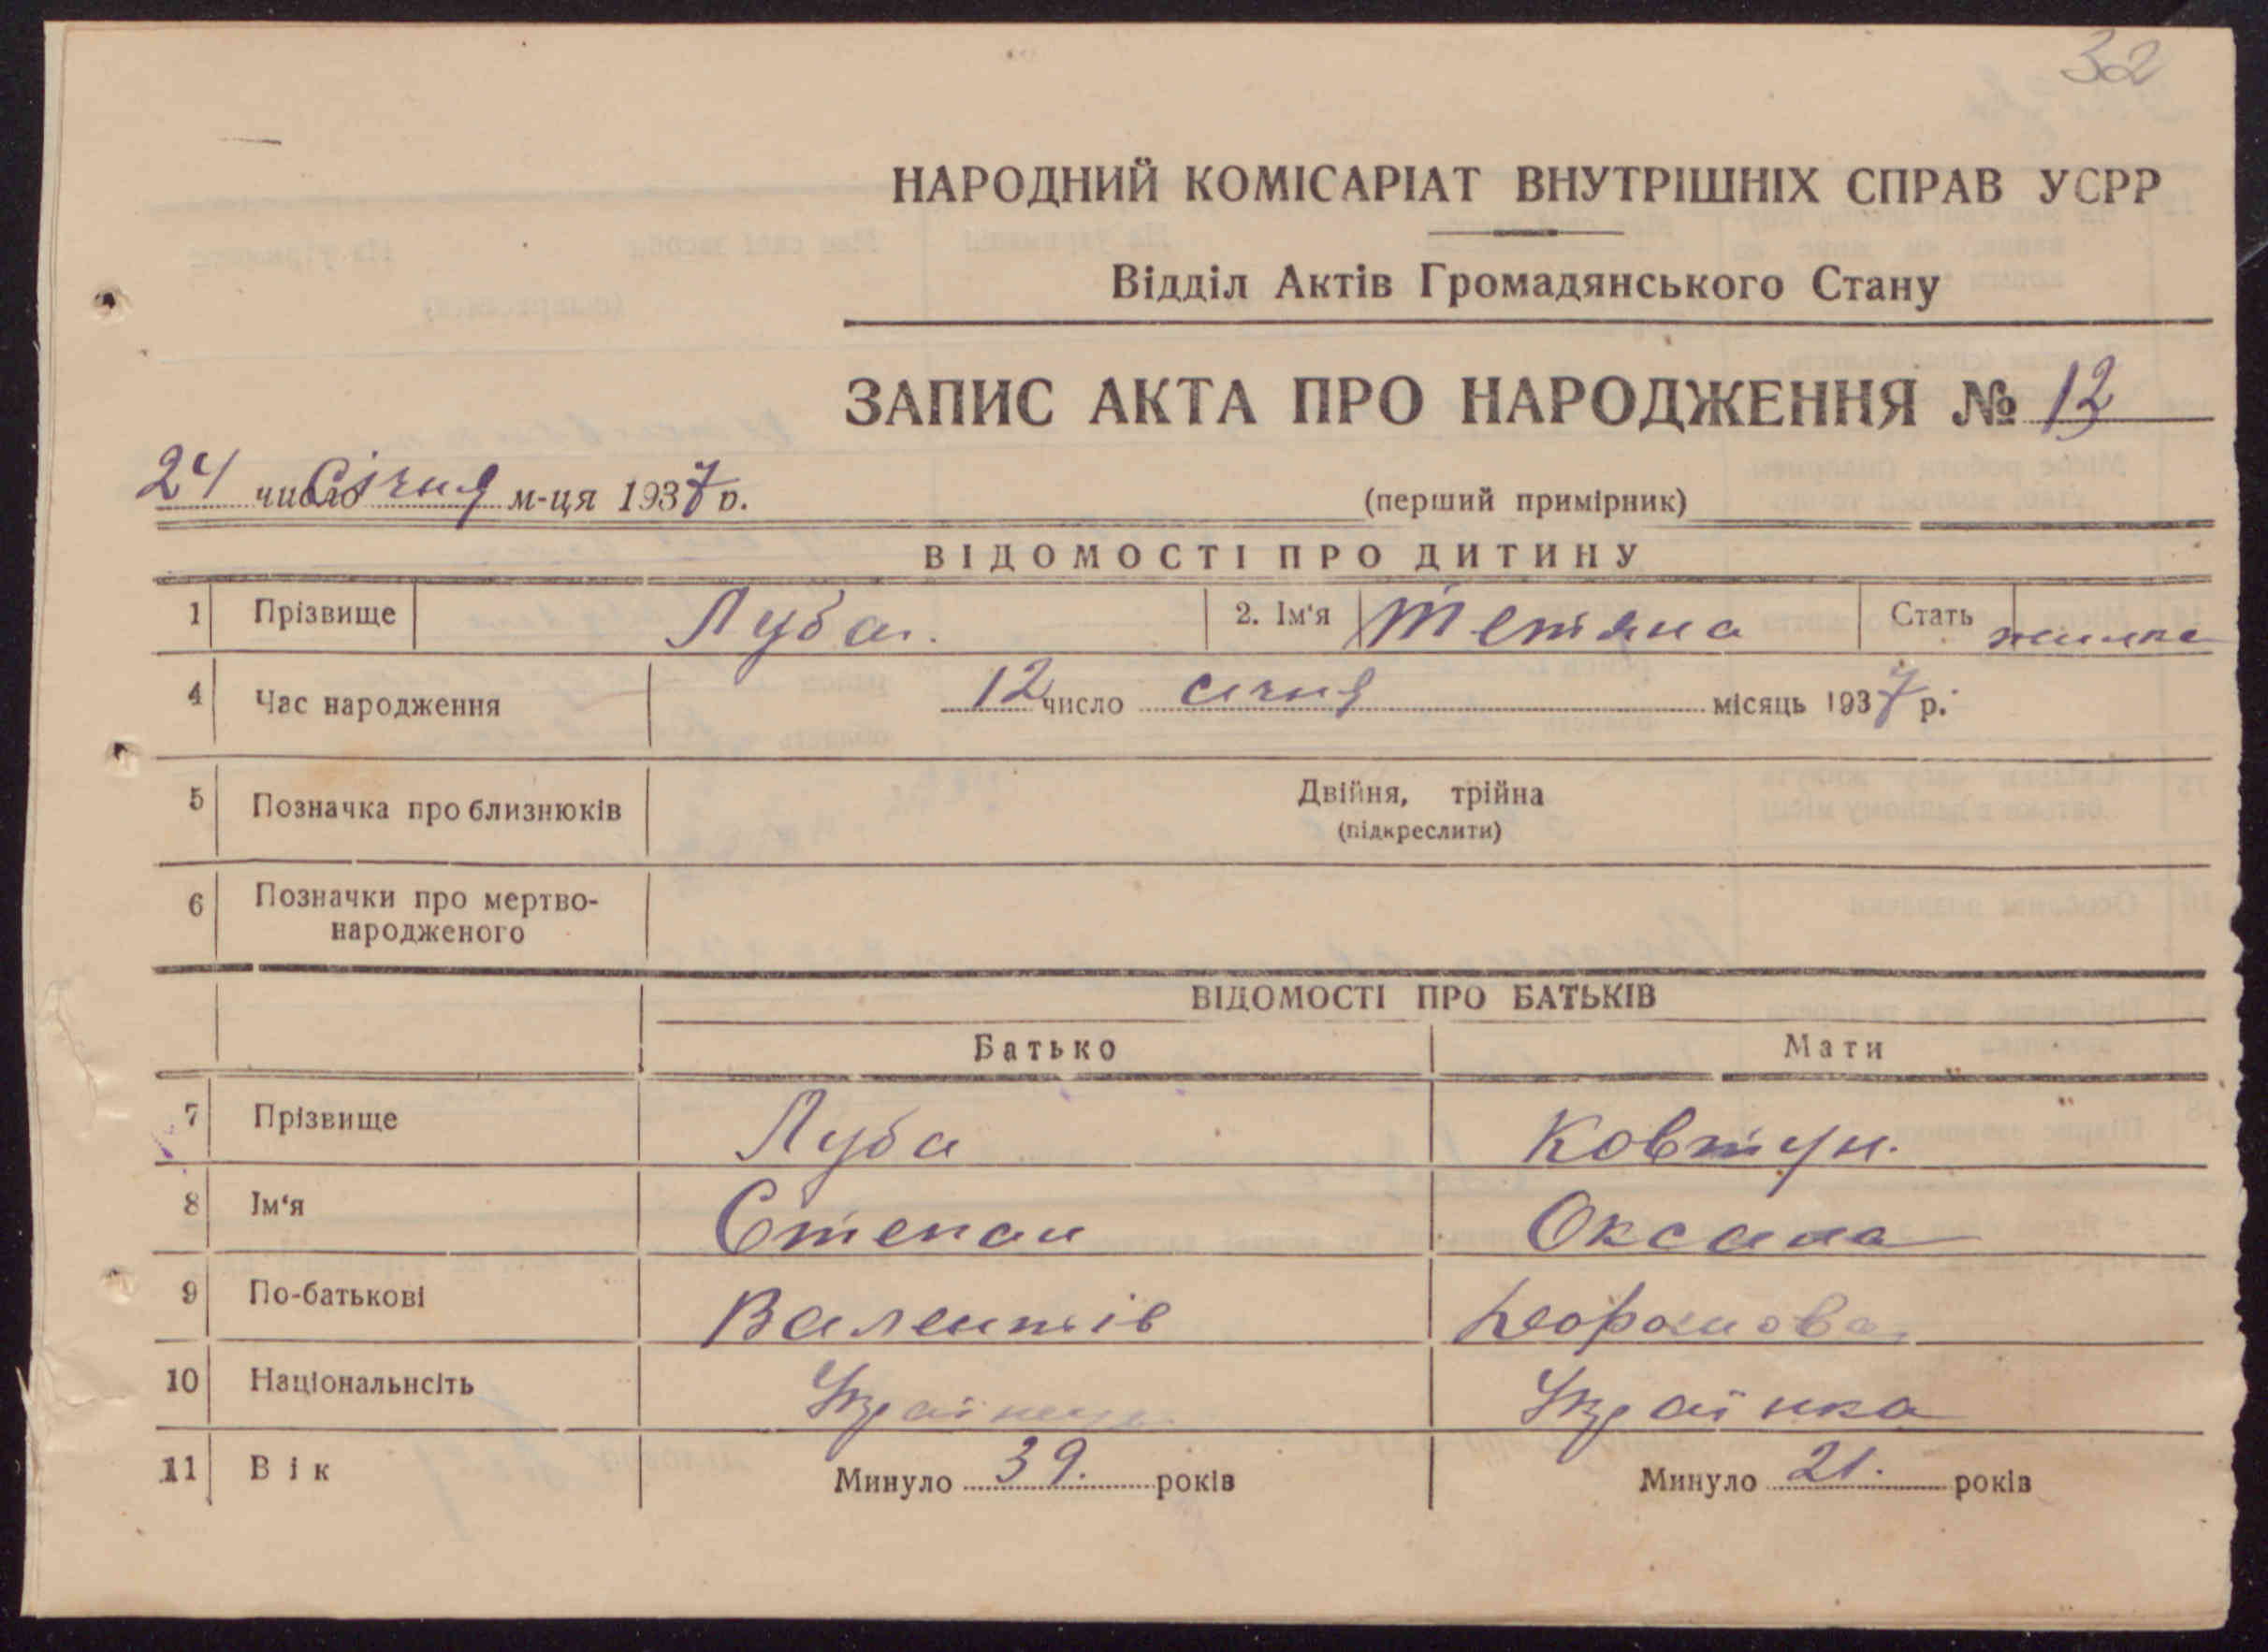 32
НАРОДНИЙ КОМІСАРІАТ ВНУТРІШНІХ СПРАВ УСРР
Відділ Актів Громадянського Стану
ЗАПИС АКТА ПРО НАРОДЖЕННЯ № 12
24 число Січня м-ця 1937 р.
(перший примірник)
ВІДОМОСТІ ПРО ДИТИНУ
1 Прізвище Луба. 2. Ім'я Тетяна Стать
4 Час народження 12 число січня місяць 1937 р.
5 Позначка про близнюків Двійня, трійна
(підкреслити)
6 Позначки про мертво-
народженого
ВІДОМОСТІ ПРО БАТЬКІВ
Батько Мати
7 Прізвище Луба Ковтун.
8 Ім'я Степан Оксана
9 По-батькові Валентів
10 Національнсіть Українець Українка
11 Вік Минуло 39. років Минуло 21. років